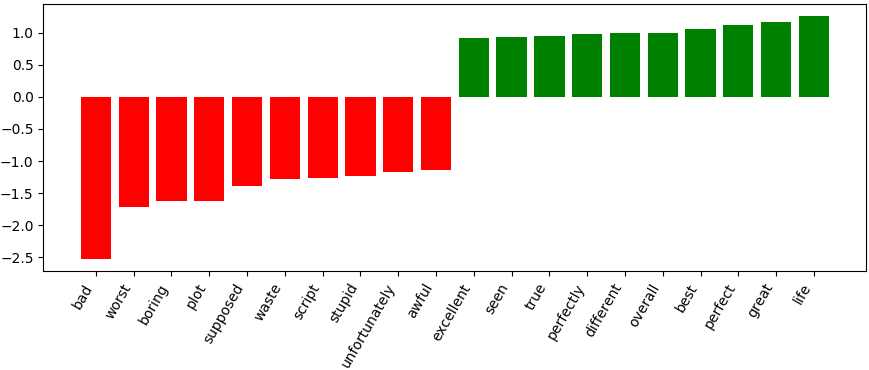 1.0
0.5
0.0
−0.5
−1.0
−1.5
−2.0
−2.5
bad
worst
boring
plot
supposed
waste
script
stupid
unfortunately
awful
excellent
seen
true
perfectly
different
overall
best
perfect
great
life